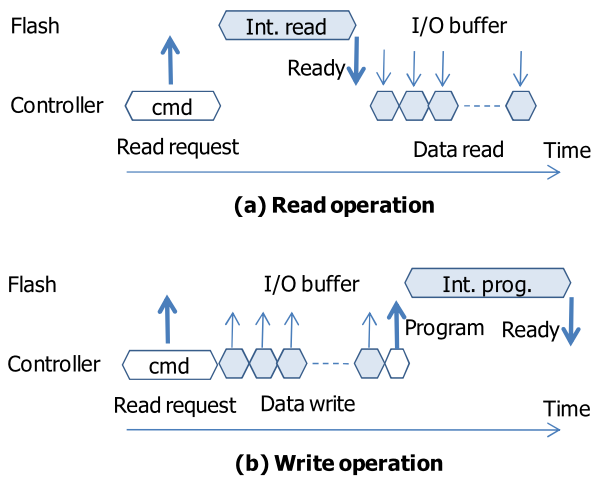 Flash
Int. read
I/O buffer
Ready
Controller
cmd
Read request
Data read
Time
(a) Read operation
Flash
I/O buffer
Int. prog.
Program
Ready
Controller
cmd
Read request
Data write
Time
(b) Write operation